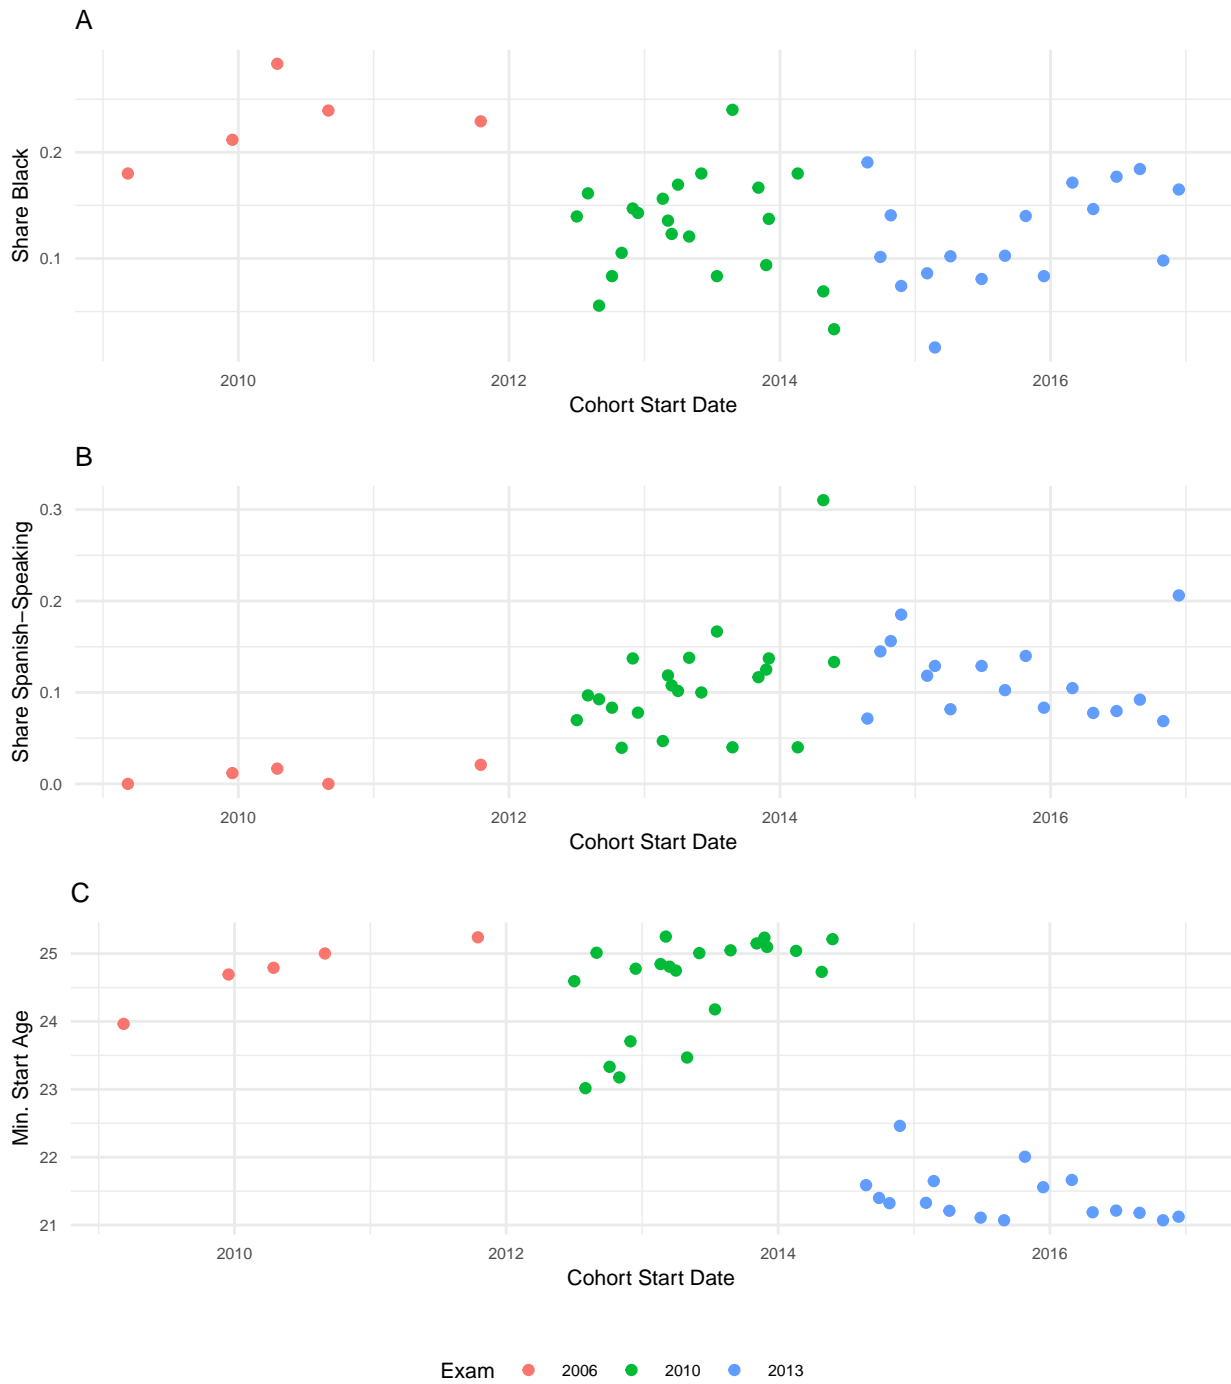 A
Share Black
0.2
0.1
2010 2012 2014 2016
Cohort Start Date
B
Share Spanish−Speaking
0.3
0.2
0.1
0.0
2010 2012 2014 2016
Cohort Start Date
C
Min. Start Age
25
24
23
22
21
2010 2012 2014 2016
Cohort Start Date
Exam 2006 2010 2013